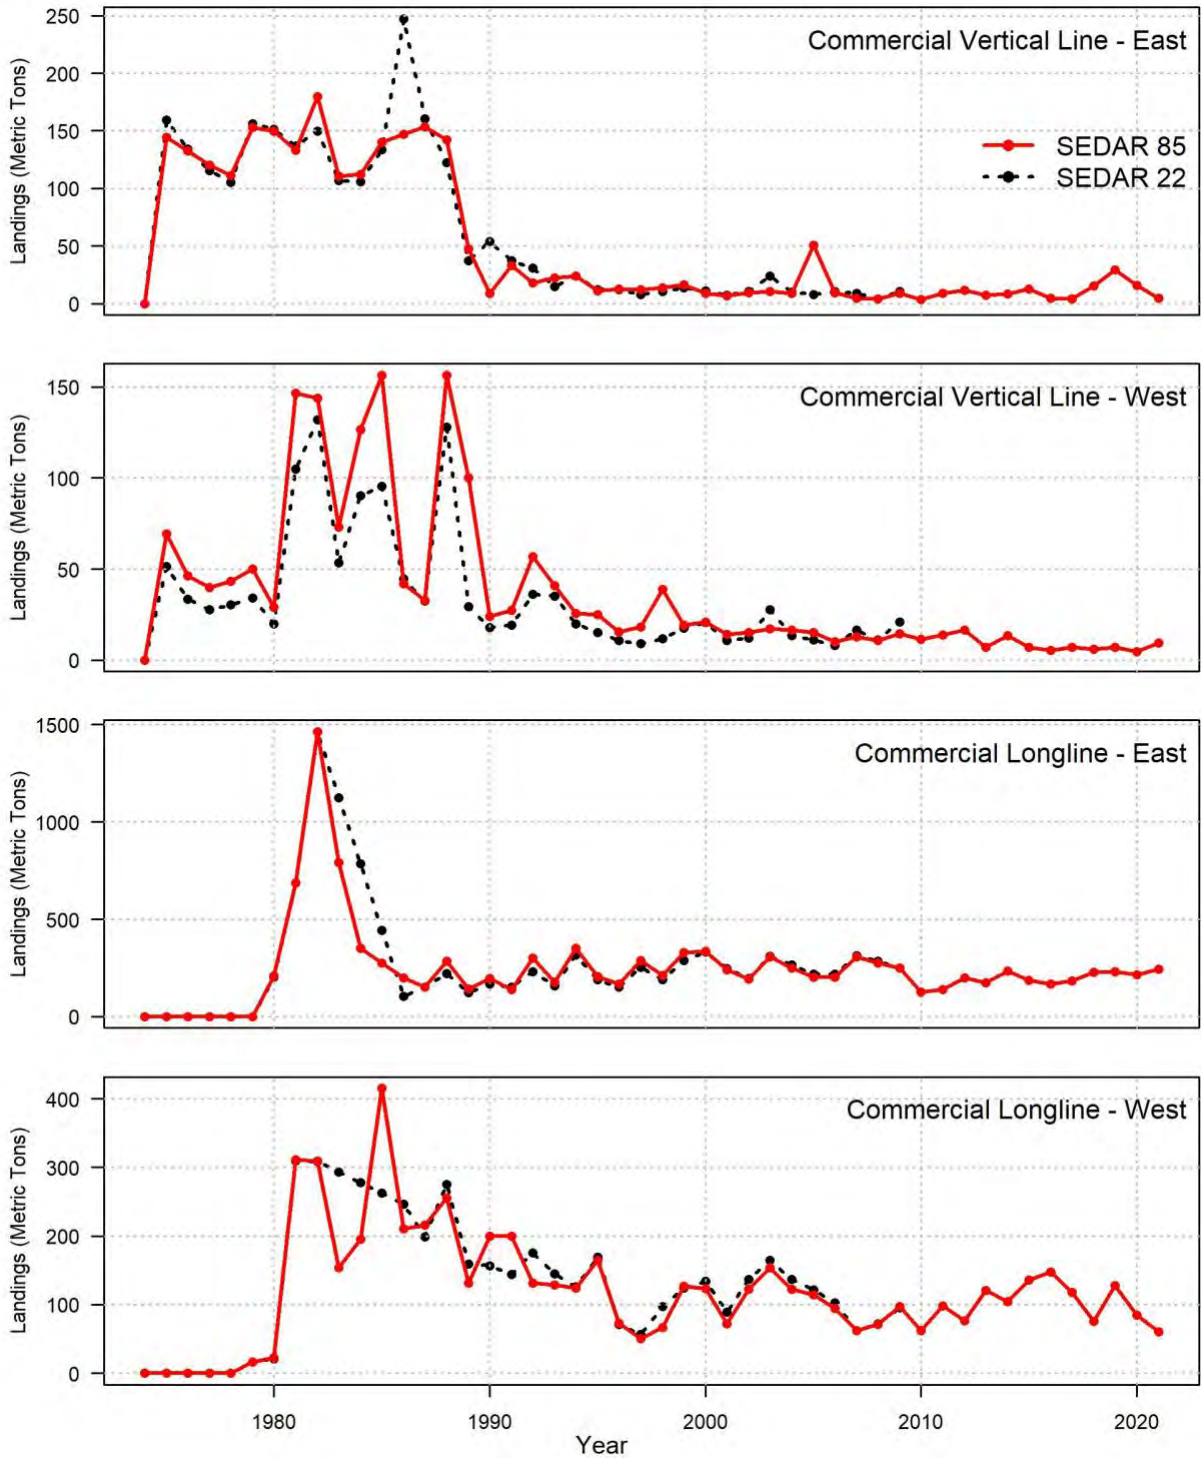 Commercial Vertical Line - East
Landings (Metric Tons)
250
200
150
100
50
0
SEDAR 85
SEDAR 22
Commercial Vertical Line - West
Landings (Metric Tons)
150
100
50
0
Commercial Longline - East
Landings (Metric Tons)
1500
1000
500
0
Commercial Longline - West
Landings (Metric Tons)
400
300
200
100
0
1980 1990 2000 2010 2020
Year